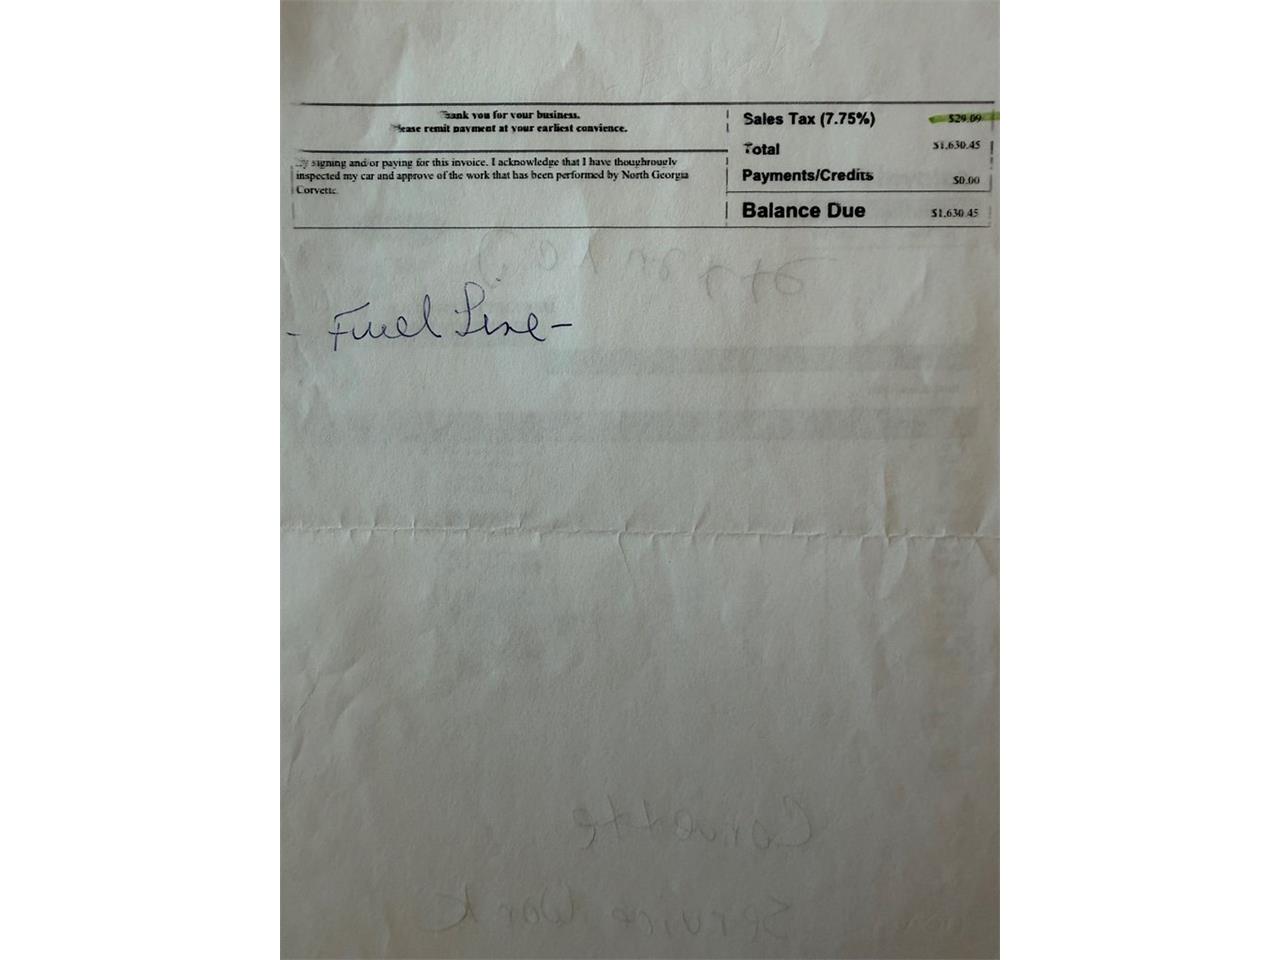 Thank you for your business.
Please remit payment at your earliest convience.
By signing and/or paying for this invoice. I acknowledge that I have thoughrougly
inspected my car and approve of the work that has been performed by North Georgia
Corvette.
Sales Tax (7.75%) $29.09
Total $1,630.45
Payments/Credits $0.00
Balance Due $1,630.45
- Fuel Line -
Corvette
Service Work